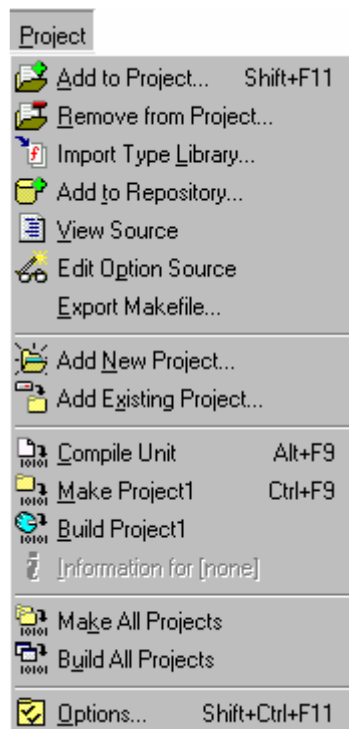 Project
Add to Project... Shift+F11
Remove from Project...
Import Type Library...
Add to Repository...
View Source
Edit Option Source
Export Makefile...
Add New Project...
Add Existing Project...
Compile Unit Alt+F9
Make Project1 Ctrl+F9
Build Project1
Information for [none]
Make All Projects
Build All Projects
Options... Shift+Ctrl+F11